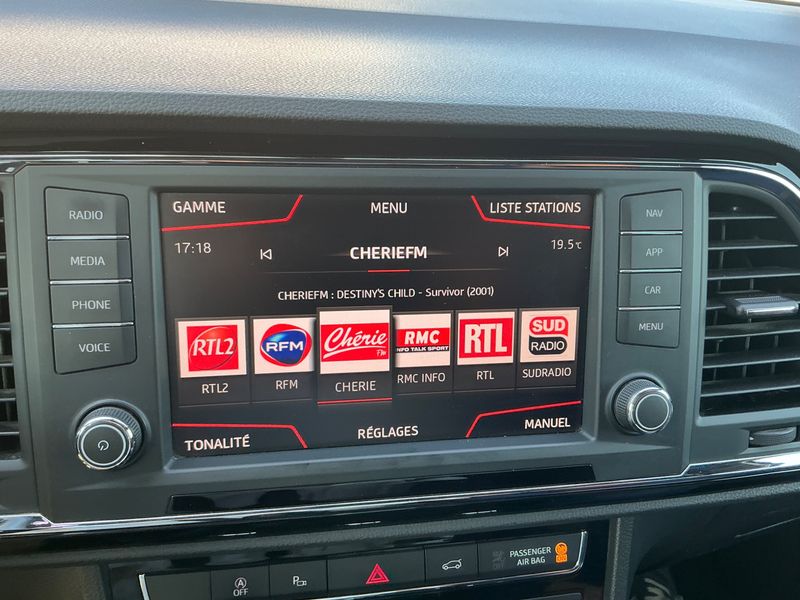 GAMME
MENU
LISTE STATIONS
17:18
CHERIEFM
19.5°C
CHERIEFM : DESTINY'S CHILD - Survivor (2001)
RTL2
RFM
Chérie FM
RMC
INFO TALK SPORT
RTL
SUD
RADIO
RTL2
RFM
CHERIE
RMC INFO
RTL
SUDRADIO
TONALITÉ
RÉGLAGES
MANUEL
RADIO
MEDIA
PHONE
VOICE
NAV
APP
CAR
MENU
A
OFF
P
PASSENGER
AIR BAG